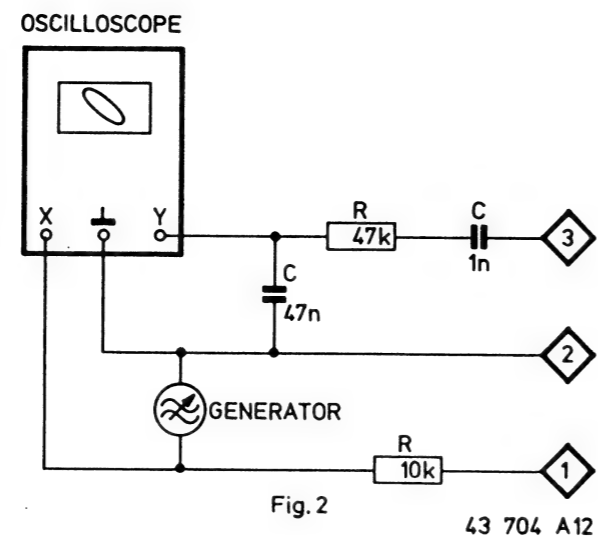 OSCILLOSCOPE
X
Y
R
47k
C
1n
3
C
47n
2
GENERATOR
R
10k
1
Fig. 2
43 704 A12